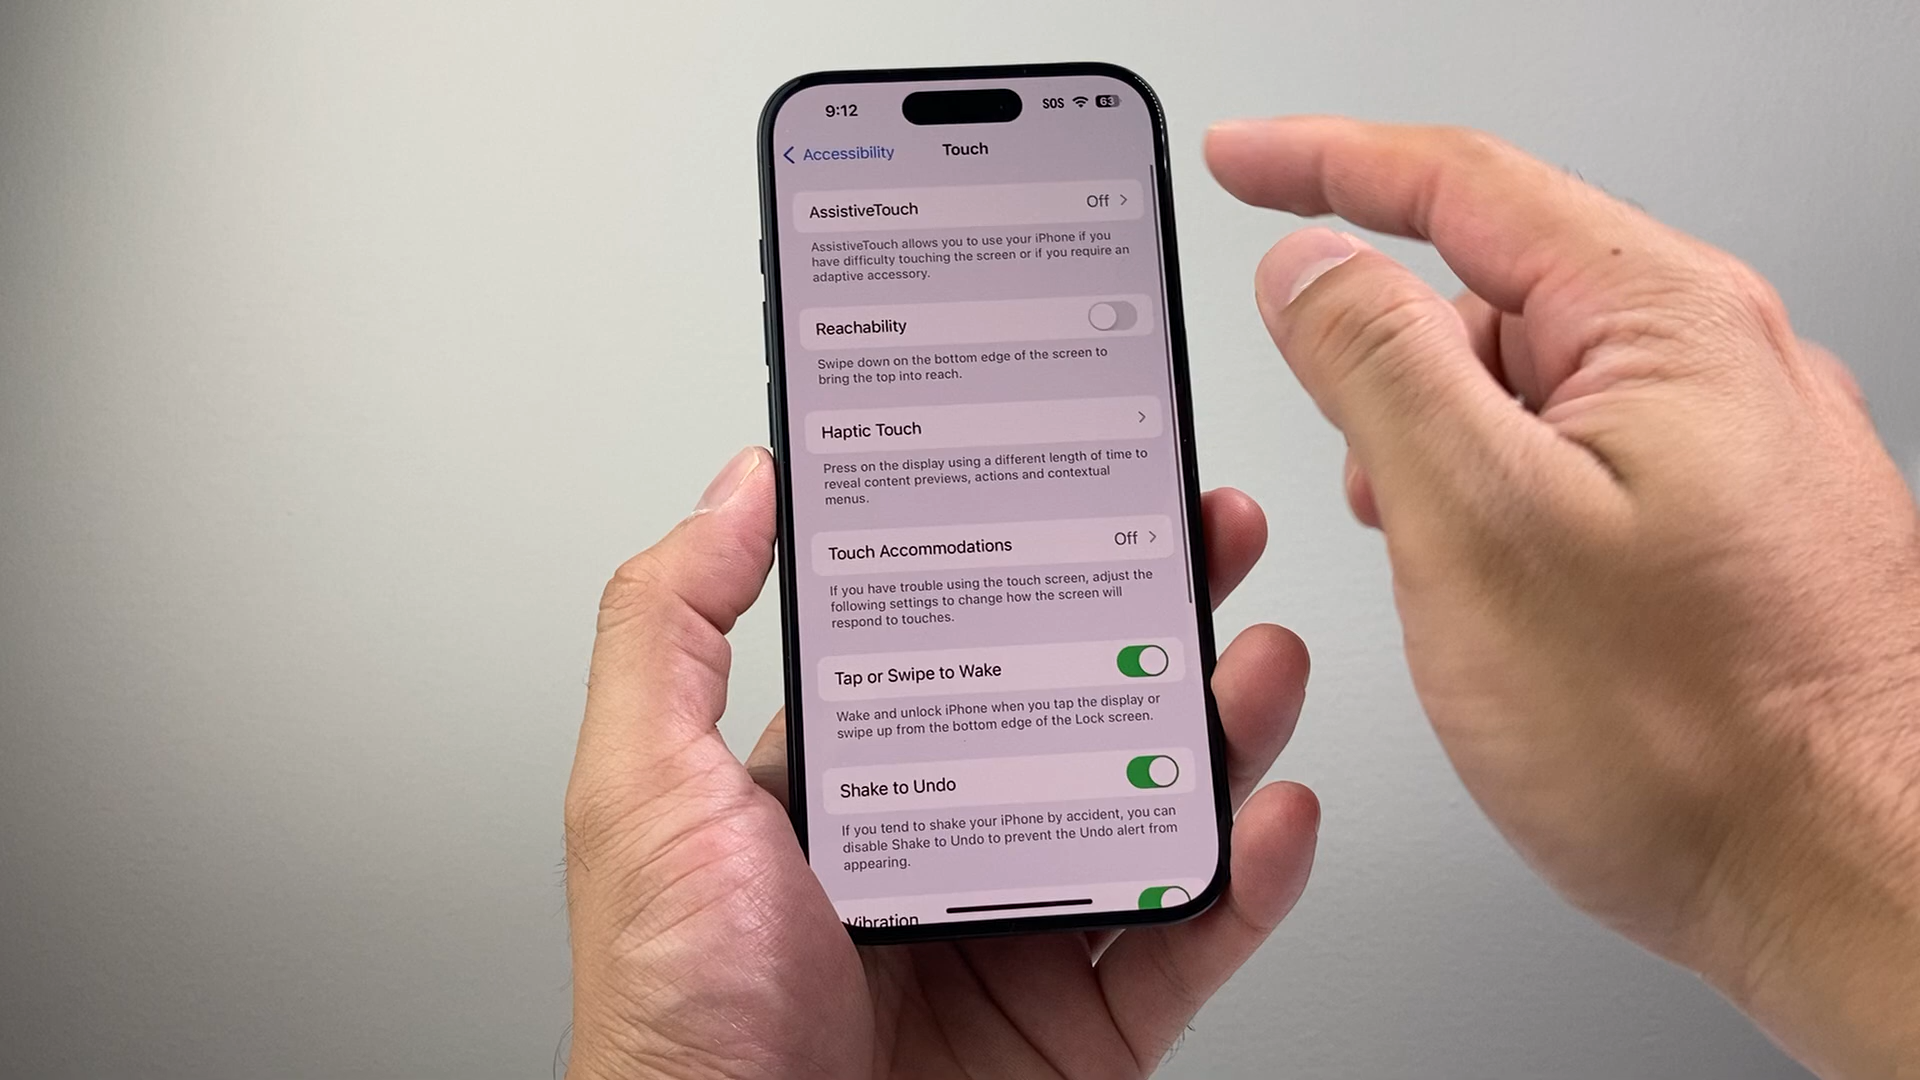 9:12
SOS 63
Accessibility
Touch
AssistiveTouch Off
AssistiveTouch allows you to use your iPhone if you
have difficulty touching the screen or if you require an
adaptive accessory.
Reachability
Swipe down on the bottom edge of the screen to
bring the top into reach.
Haptic Touch
Press on the display using a different length of time to
reveal content previews, actions and contextual
menus.
Touch Accommodations Off
If you have trouble using the touch screen, adjust the
following settings to change how the screen will
respond to touches.
Tap or Swipe to Wake
Wake and unlock iPhone when you tap the display or
swipe up from the bottom edge of the Lock screen.
Shake to Undo
If you tend to shake your iPhone by accident, you can
disable Shake to Undo to prevent the Undo alert from
appearing.
Vibration